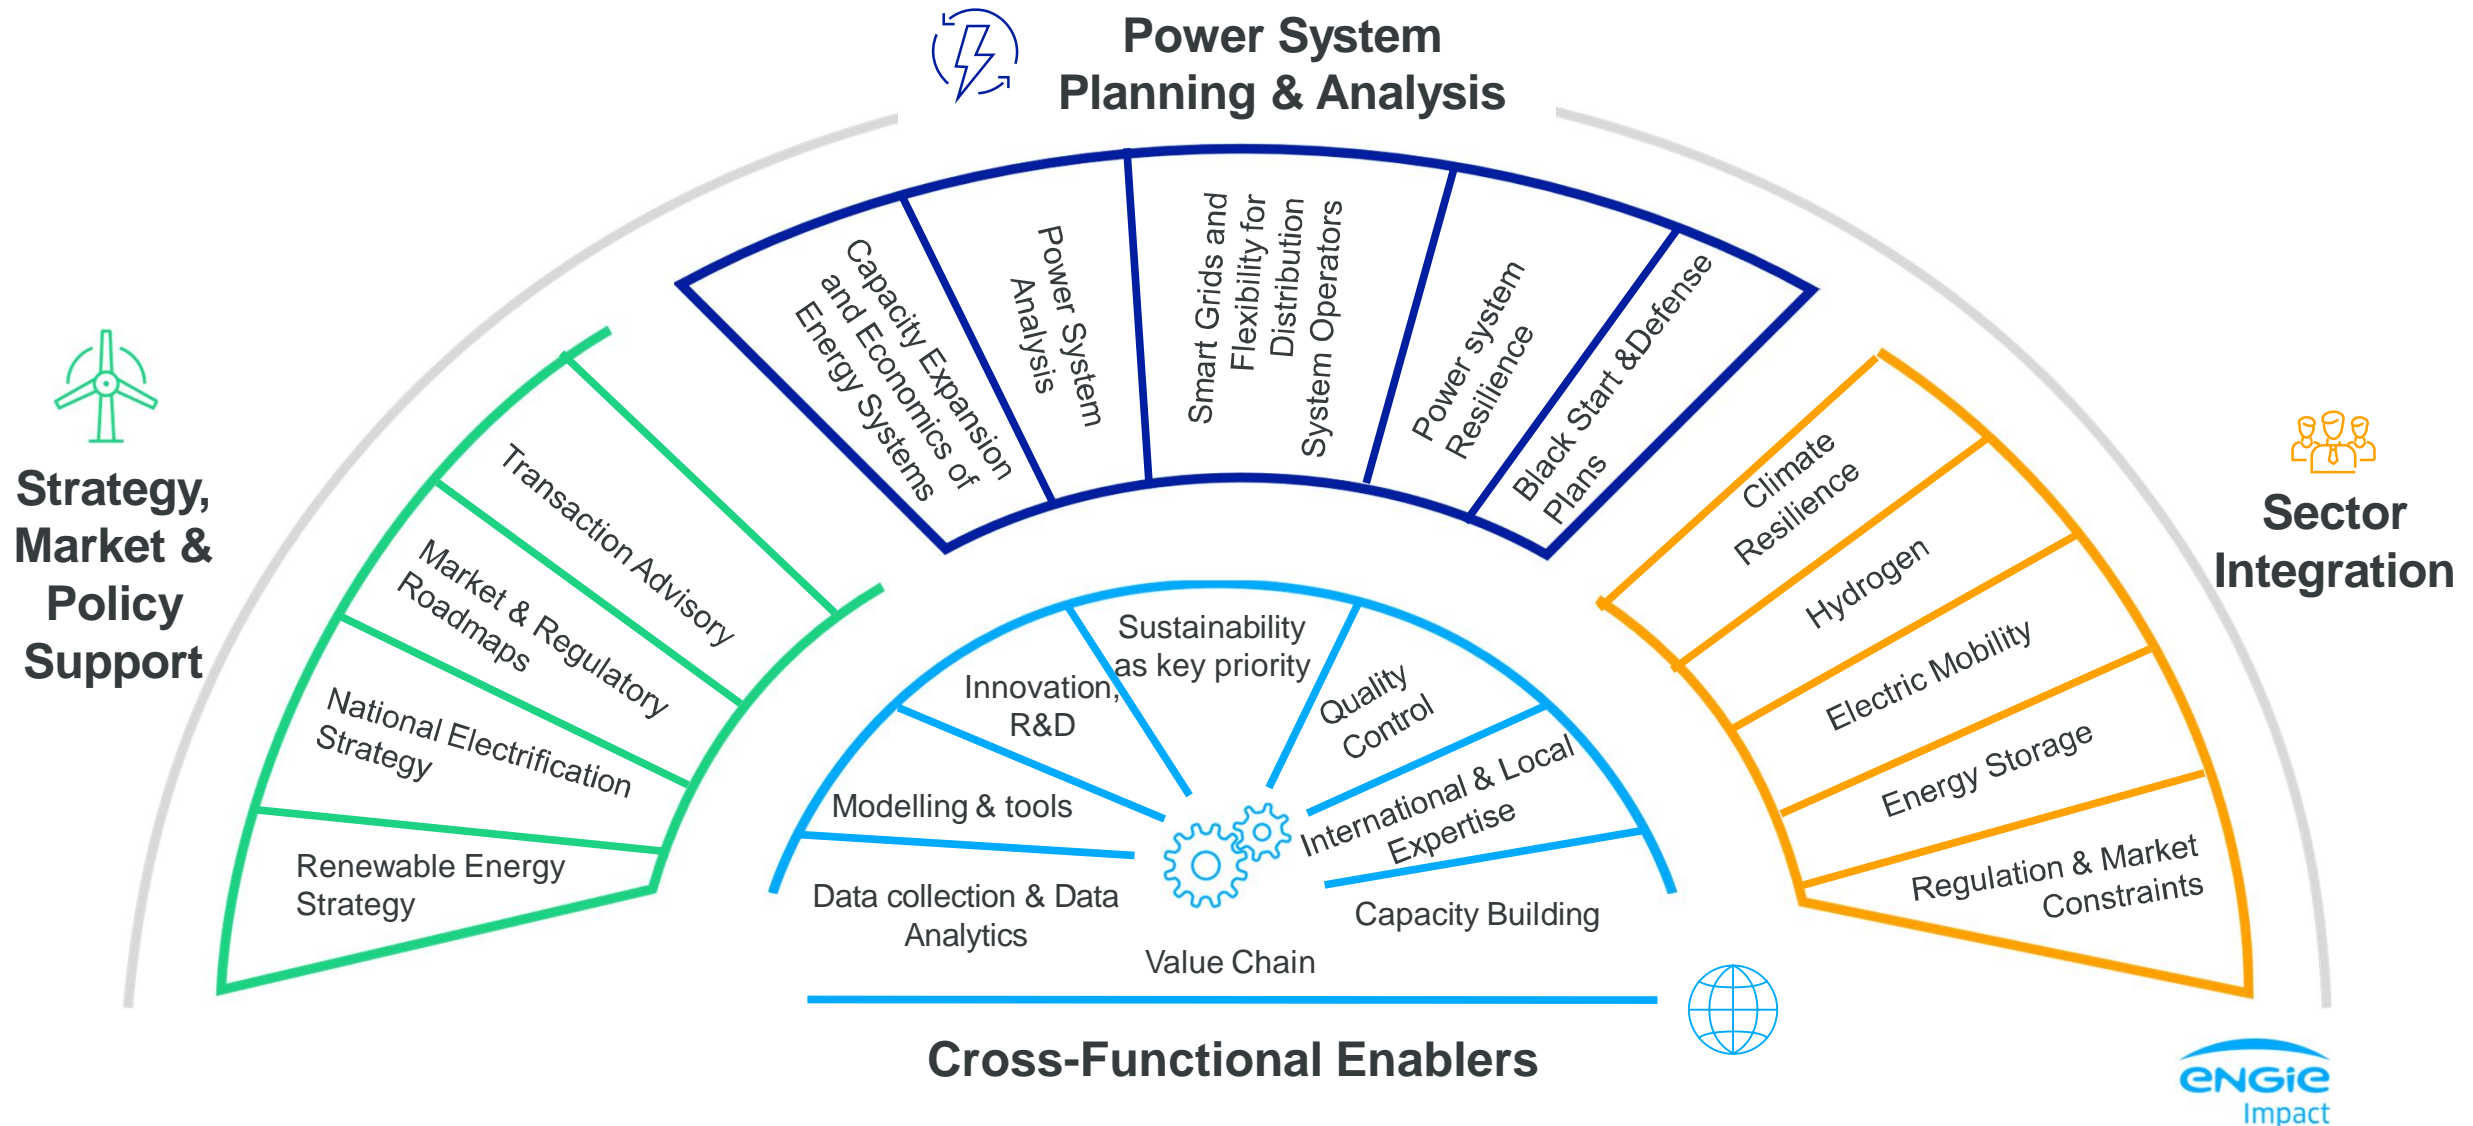 Power System
Planning & Analysis
Capacity Expansion
and Economics of
Energy Systems
Power System
Analysis
Smart Grids and
Flexibility for
Distribution
System Operators
Power system
Resilience
Black Start &Defense
Plans
Strategy,
Market &
Policy
Support
Transaction Advisory
Market & Regulatory
Roadmaps
National Electrification
Strategy
Renewable Energy
Strategy
Sector
Integration
Climate
Resilience
Hydrogen
Electric Mobility
Energy Storage
Regulation & Market
Constraints
Sustainability
as key priority
Innovation,
R&D
Quality
Control
Modelling & tools
International & Local
Expertise
Data collection & Data
Analytics
Capacity Building
Value Chain
Cross-Functional Enablers
eNGie
Impact